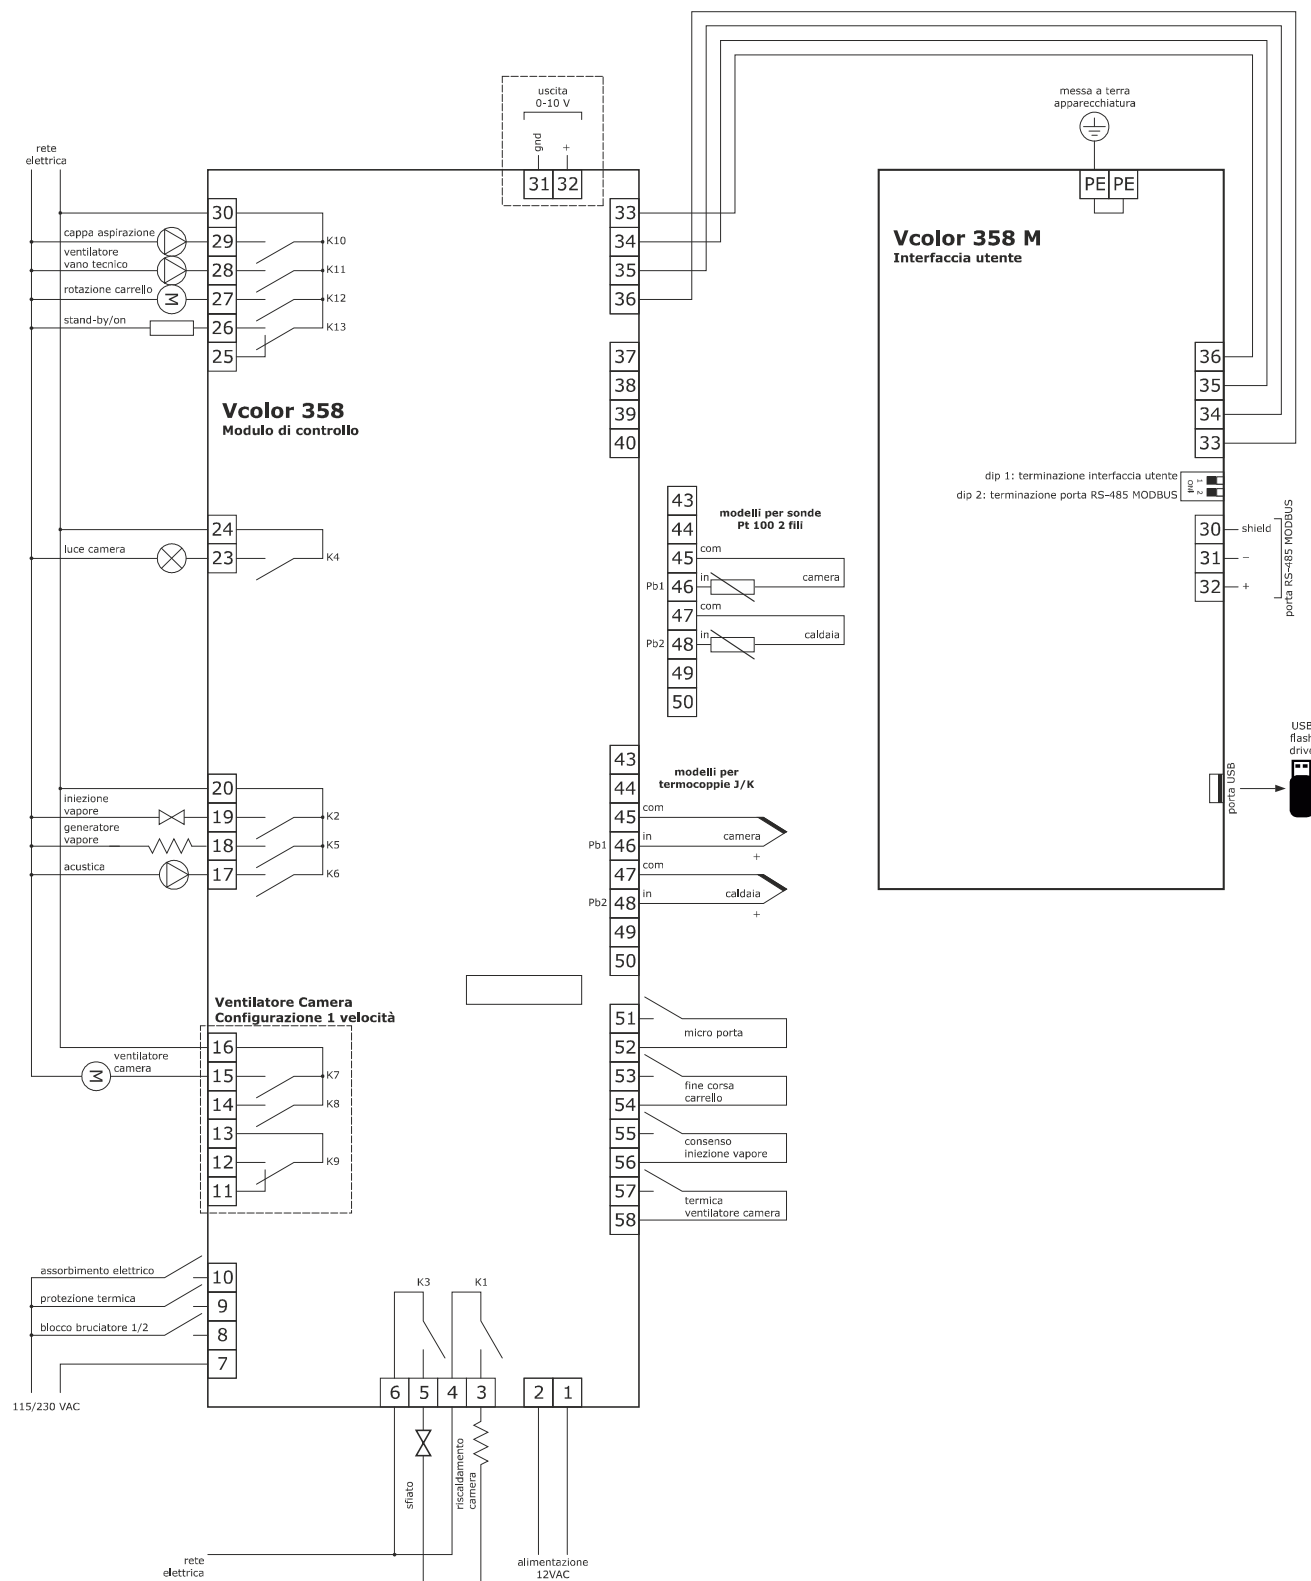 uscita
0-10 V
gnd
+
31 32
messa a terra
apparecchiatura
PE PE
rete
elettrica
30
cappa aspirazione
29
K10
ventilatore
vano tecnico
28
K11
rotazione carrello
M
27
K12
stand-by/on
26
K13
25
33
34
35
36
37
38
39
40
Vcolor 358
Modulo di controllo
Vcolor 358 M
Interfaccia utente
36
35
34
33
dip 1: terminazione interfaccia utente
dip 2: terminazione porta RS-485 MODBUS
1
2
ON
30 shield
31 −
32 +
porta RS-485 MODBUS
24
luce camera
23
K4
modelli per sonde
Pt 100 2 fili
43
44
45 com
Pb1 46 in camera
47 com
Pb2 48 in caldaia
49
50
USB
flash
drive
porta USB
20
iniezione
vapore
19
K2
generatore
vapore
18
K5
acustica
17
K6
modelli per
termocoppie J/K
43
44
45 com
Pb1 46 in camera
+
47 com
Pb2 48 in caldaia
+
49
50
Ventilatore Camera
Configurazione 1 velocità
16
ventilatore
camera
M
15
K7
14
K8
13
12
K9
11
51
micro porta
52
53
fine corsa
carrello
54
55
consenso
iniezione vapore
56
57
termica
ventilatore camera
58
assorbimento elettrico
10
protezione termica
9
blocco bruciatore 1/2
8
7
115/230 VAC
K3
K1
6 5 4 3 2 1
sfiato
riscaldamento
camera
rete
elettrica
alimentazione
12VAC